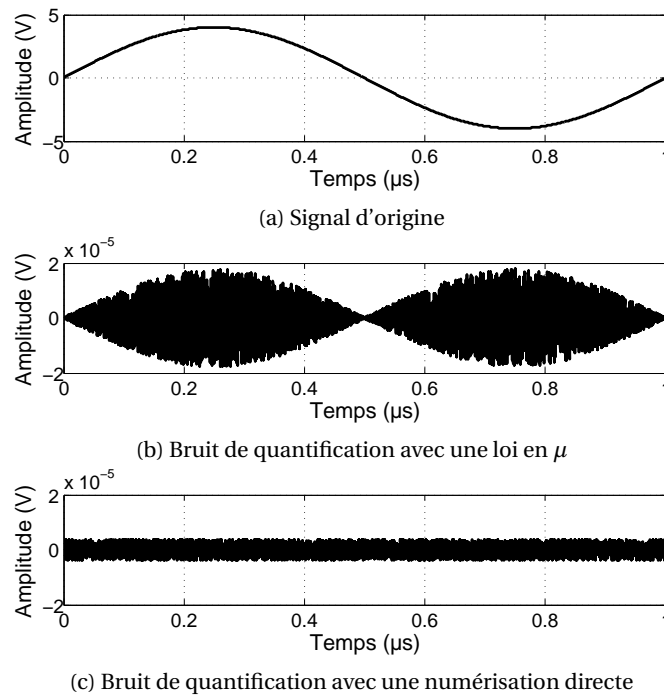 5
0
−5
Amplitude (V)
0 0.2 0.4 0.6 0.8 1
Temps (µs)
(a) Signal d'origine
x 10⁻⁵
2
0
−2
Amplitude (V)
0 0.2 0.4 0.6 0.8 1
Temps (µs)
(b) Bruit de quantification avec une loi en μ
x 10⁻⁵
2
0
−2
Amplitude (V)
0 0.2 0.4 0.6 0.8 1
Temps (µs)
(c) Bruit de quantification avec une numérisation directe